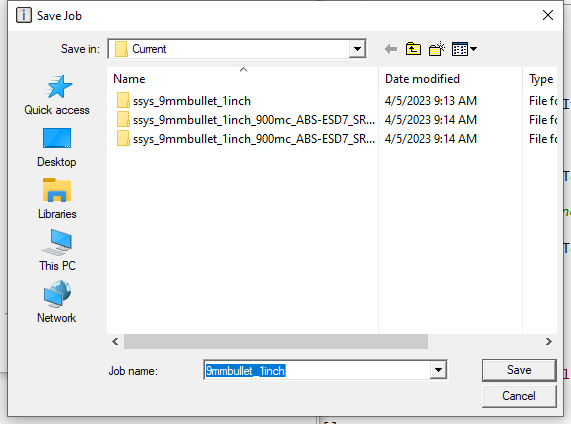 Save Job
Save in: Current
Name Date modified Type
ssys_9mmbullet_1inch 4/5/2023 9:13 AM File fo
ssys_9mmbullet_1inch_900mc_ABS-ESD7_SR... 4/5/2023 9:14 AM File fo
ssys_9mmbullet_1inch_900mc_ABS-ESD7_SR... 4/5/2023 9:14 AM File fo
Quick access
Desktop
Libraries
This PC
Network
Job name: 9mmbullet_1inch Save
Cancel